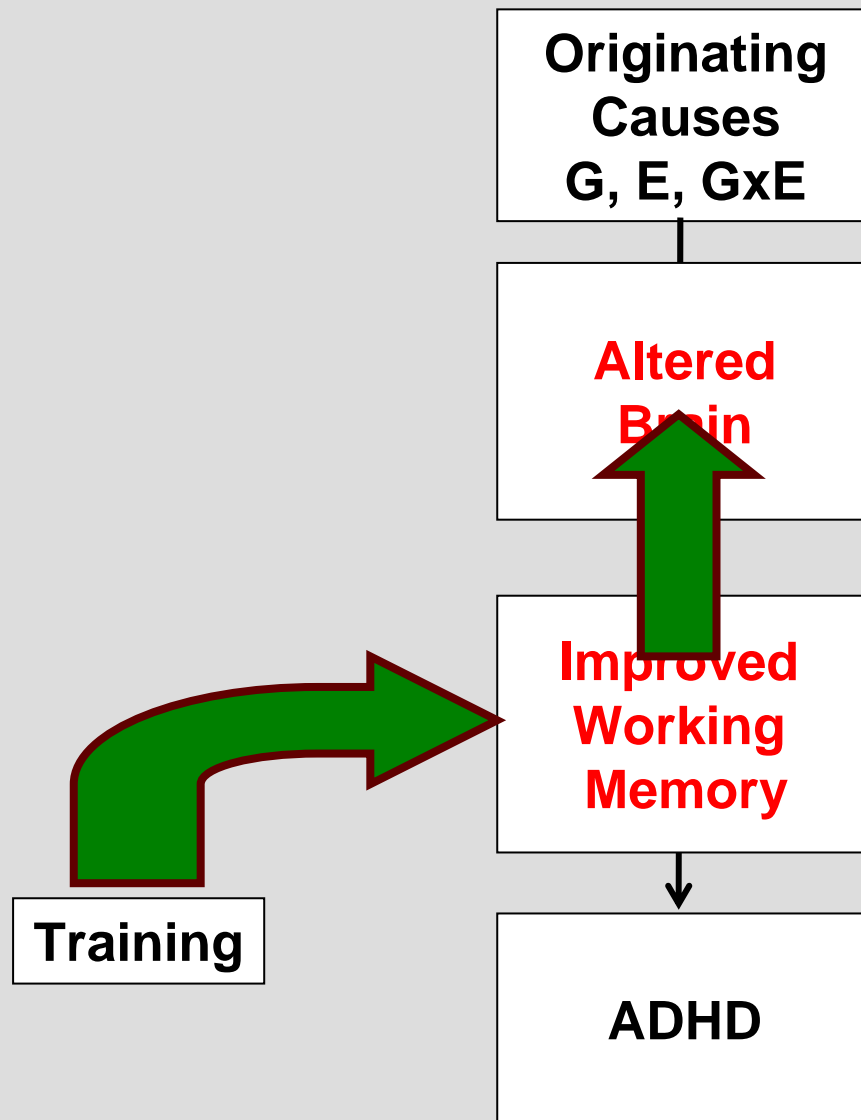 Originating
Causes
G, E, GxE
Altered
Brain
Improved
Working
Memory
Training
ADHD